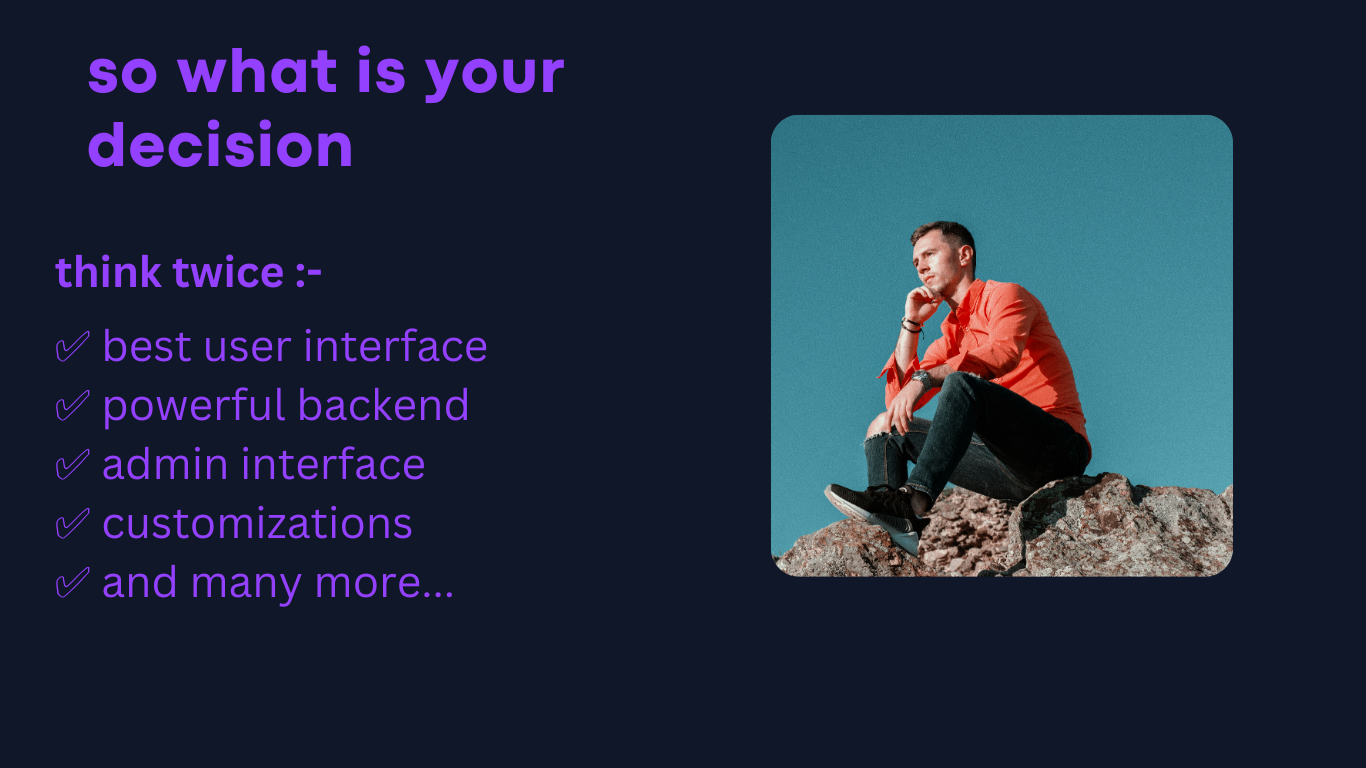 so what is your
decision
think twice :-
✅ best user interface
✅ powerful backend
✅ admin interface
✅ customizations
✅ and many more...